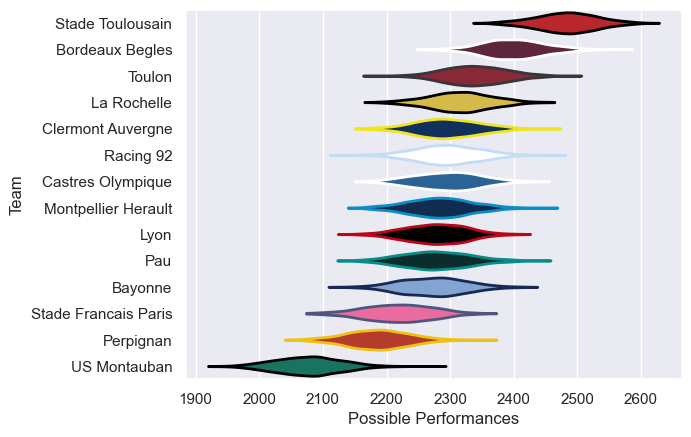 Stade Toulousain
Bordeaux Begles
Toulon
La Rochelle
Clermont Auvergne
Racing 92
Castres Olympique
Montpellier Herault
Lyon
Pau
Bayonne
Stade Francais Paris
Perpignan
US Montauban
Team
1900 2000 2100 2200 2300 2400 2500 2600
Possible Performances